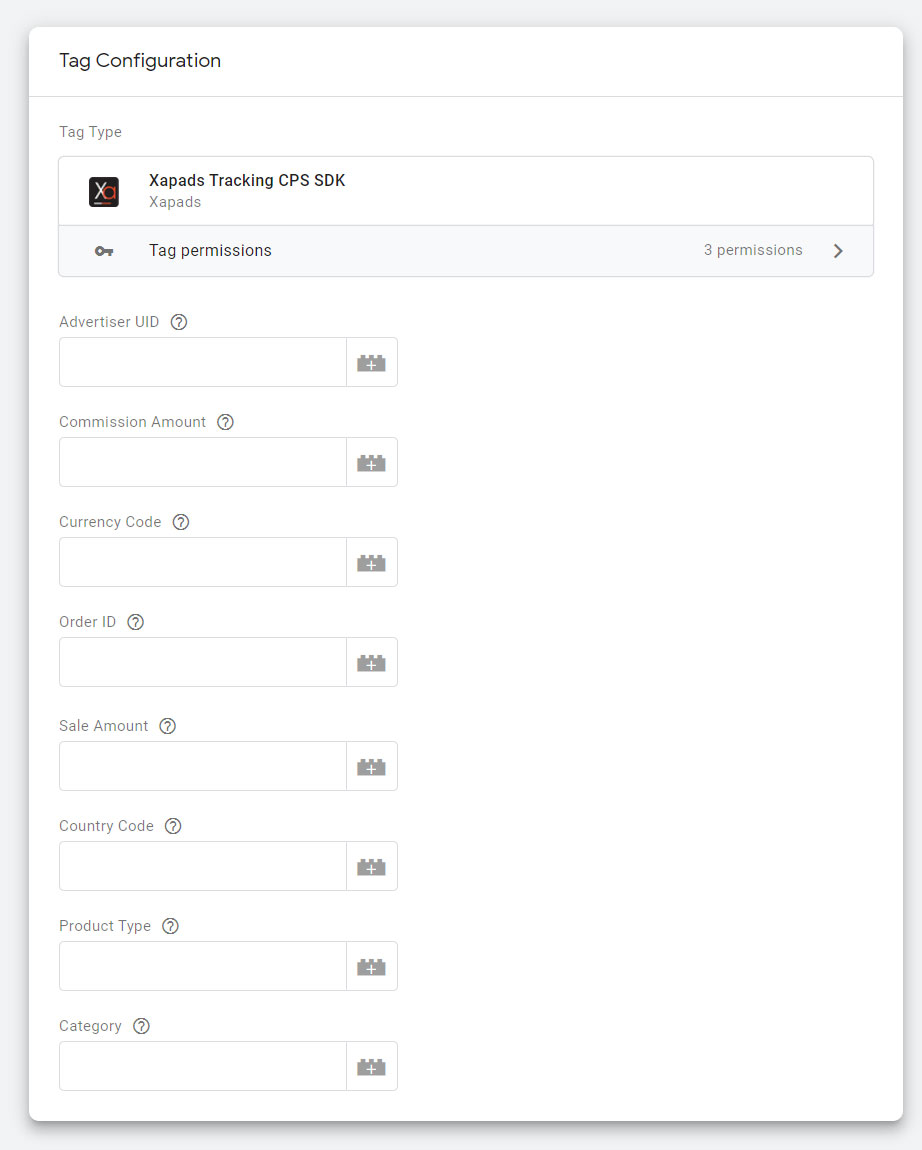 Tag Configuration
Tag Type
Xa
Xapads Tracking CPS SDK
Xapads
Tag permissions 3 permissions
Advertiser UID ?
Commission Amount ?
Currency Code ?
Order ID ?
Sale Amount ?
Country Code ?
Product Type ?
Category ?